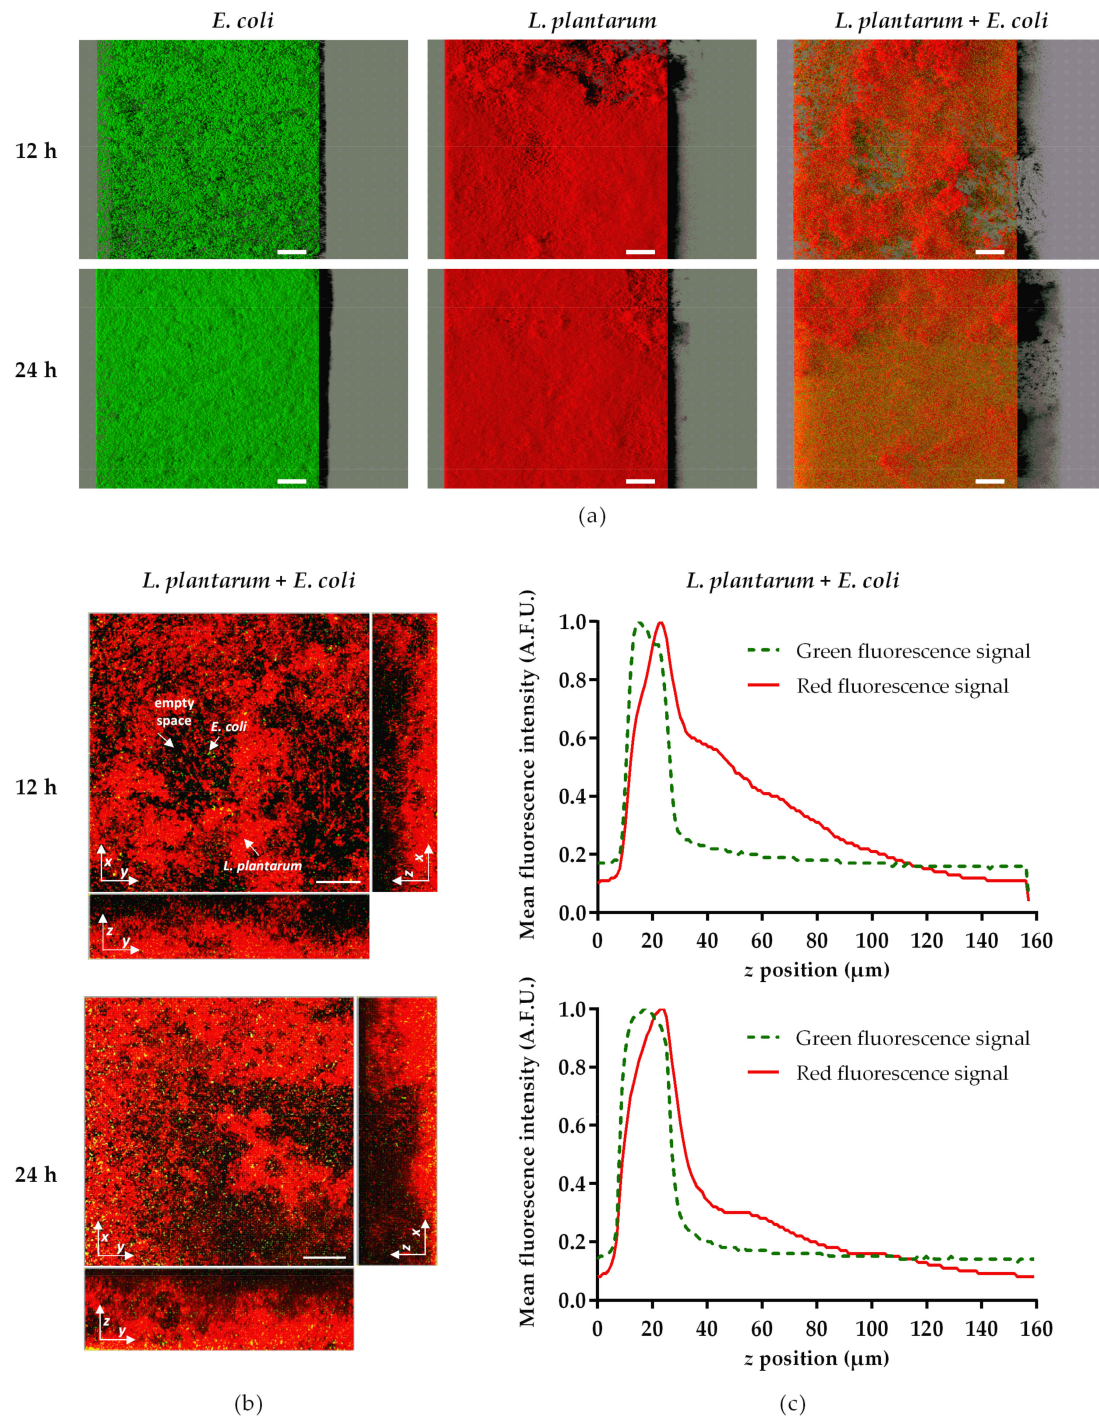 E. coli
L. plantarum
L. plantarum + E. coli
12 h
24 h
(a)
L. plantarum + E. coli
12 h
empty
space
E. coli
L. plantarum
x
y
x
z
z
y
24 h
x
y
x
z
z
y
(b)
L. plantarum + E. coli
Mean fluorescence intensity (A.F.U.)
1.0
0.8
0.6
0.4
0.2
0.0
Green fluorescence signal
Red fluorescence signal
0 20 40 60 80 100 120 140 160
z position (µm)
Mean fluorescence intensity (A.F.U.)
1.0
0.8
0.6
0.4
0.2
0.0
Green fluorescence signal
Red fluorescence signal
0 20 40 60 80 100 120 140 160
z position (µm)
(c)